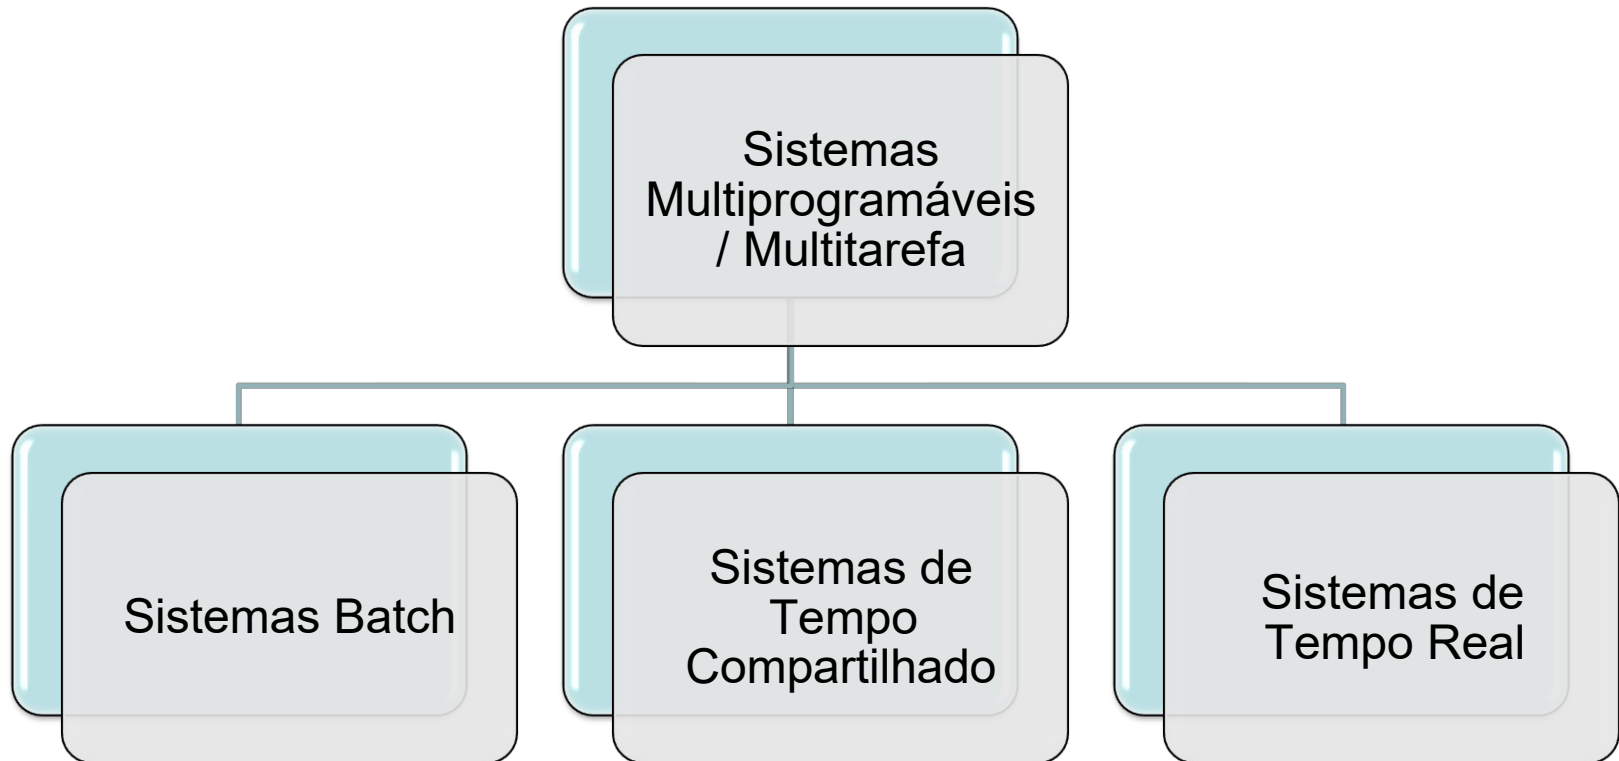 Sistemas
Multiprogramáveis
/ Multitarefa
Sistemas Batch
Sistemas de
Tempo
Compartilhado
Sistemas de
Tempo Real